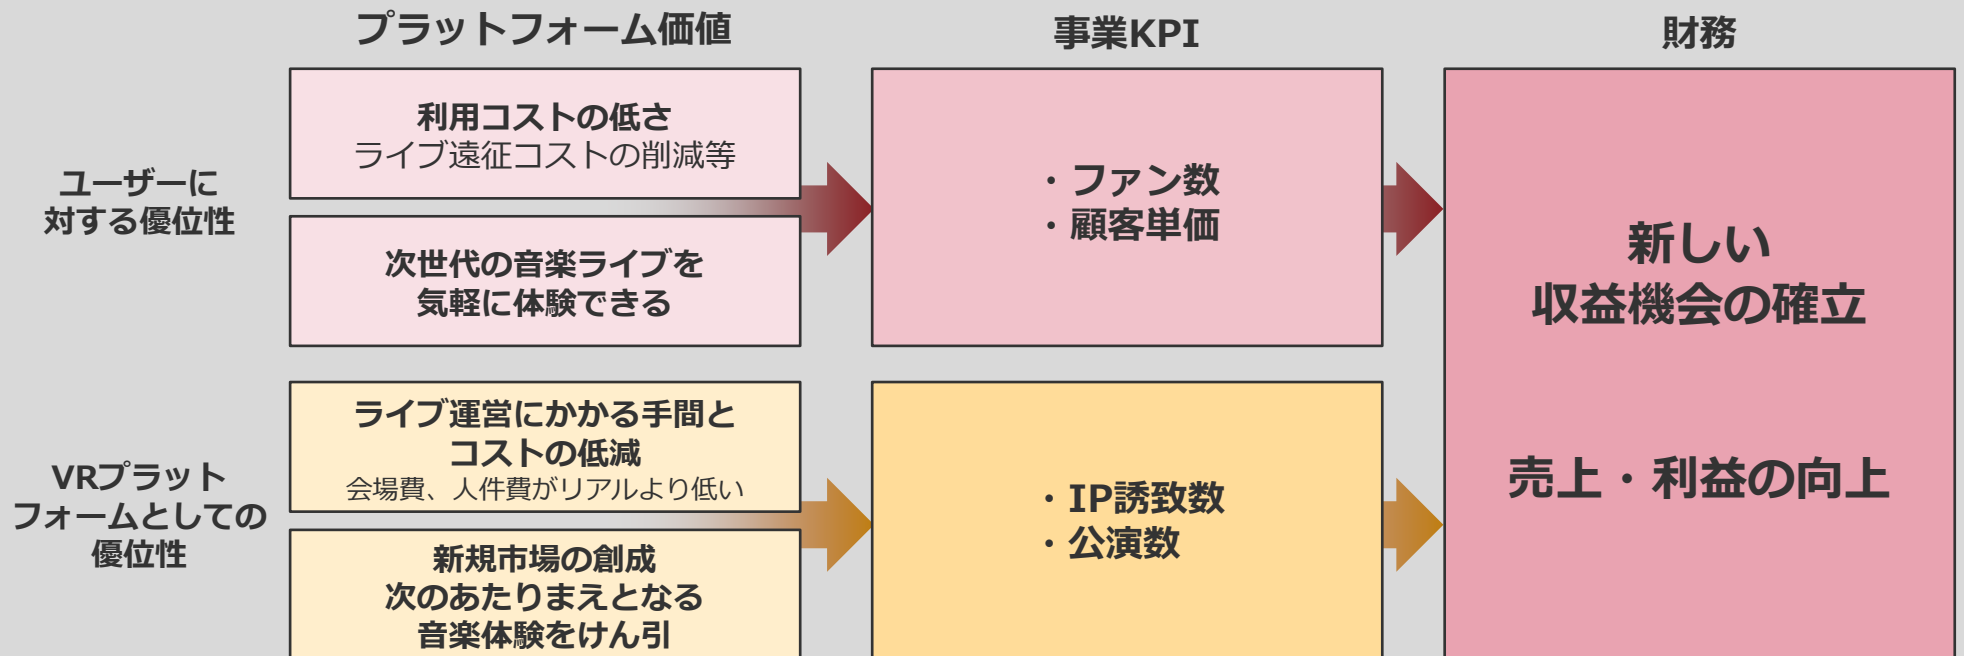 プラットフォーム価値
事業KPI
財務
ユーザーに
対する優位性
利用コストの低さ
ライブ遠征コストの削減等
次世代の音楽ライブを
気軽に体験できる
・ファン数
・顧客単価
新しい
収益機会の確立
売上・利益の向上
VRプラット
フォームとしての
優位性
ライブ運営にかかる手間と
コストの低減
会場費、人件費がリアルより低い
新規市場の創成
次のあたりまえとなる
音楽体験をけん引
・IP誘致数
・公演数